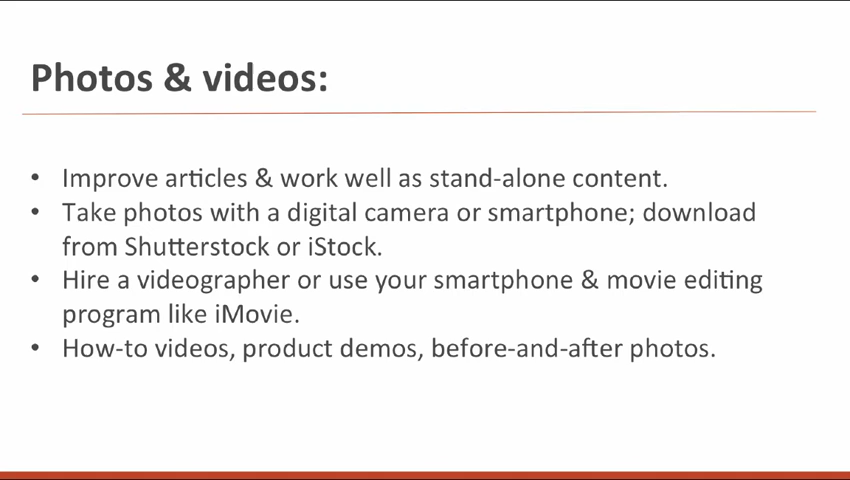 Photos & videos:
• Improve articles & work well as stand-alone content.
• Take photos with a digital camera or smartphone; download
from Shutterstock or iStock.
• Hire a videographer or use your smartphone & movie editing
program like iMovie.
• How-to videos, product demos, before-and-after photos.